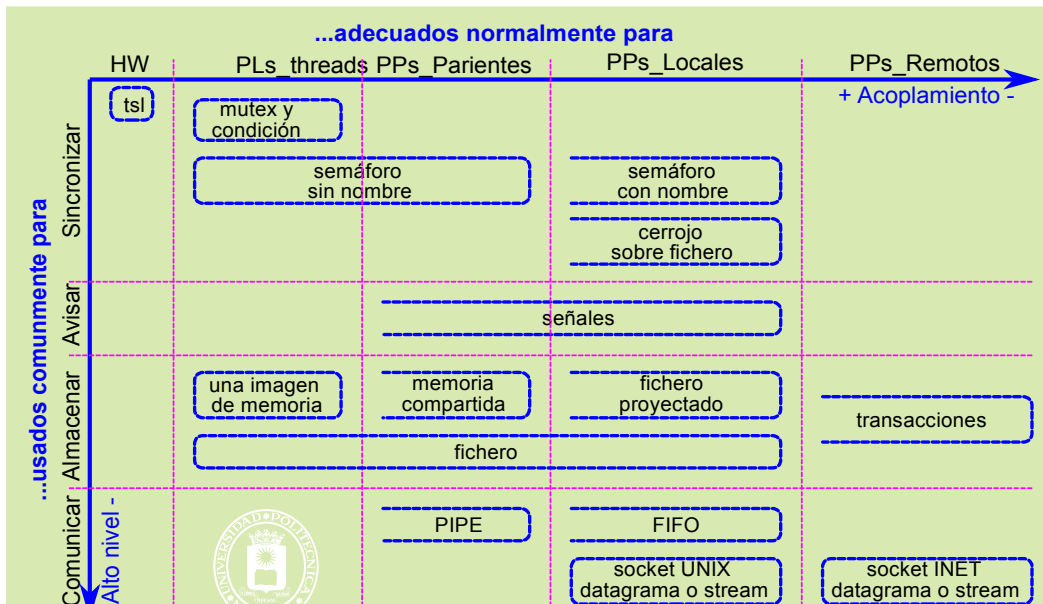 ...adecuados normalmente para
HW PLs_threads PPs_Parientes PPs_Locales PPs_Remotos
+ Acoplamiento -
...usados comunmente para
Sincronizar
tsl
mutex y
condición
semáforo
sin nombre
semáforo
con nombre
cerrojo
sobre fichero
Avisar
señales
Almacenar
una imagen
de memoria
memoria
compartida
fichero
proyectado
transacciones
fichero
Comunicar
Alto nivel -
PIPE
FIFO
socket UNIX
datagrama o stream
socket INET
datagrama o stream
UNIVERSIDAD POLITECNICA